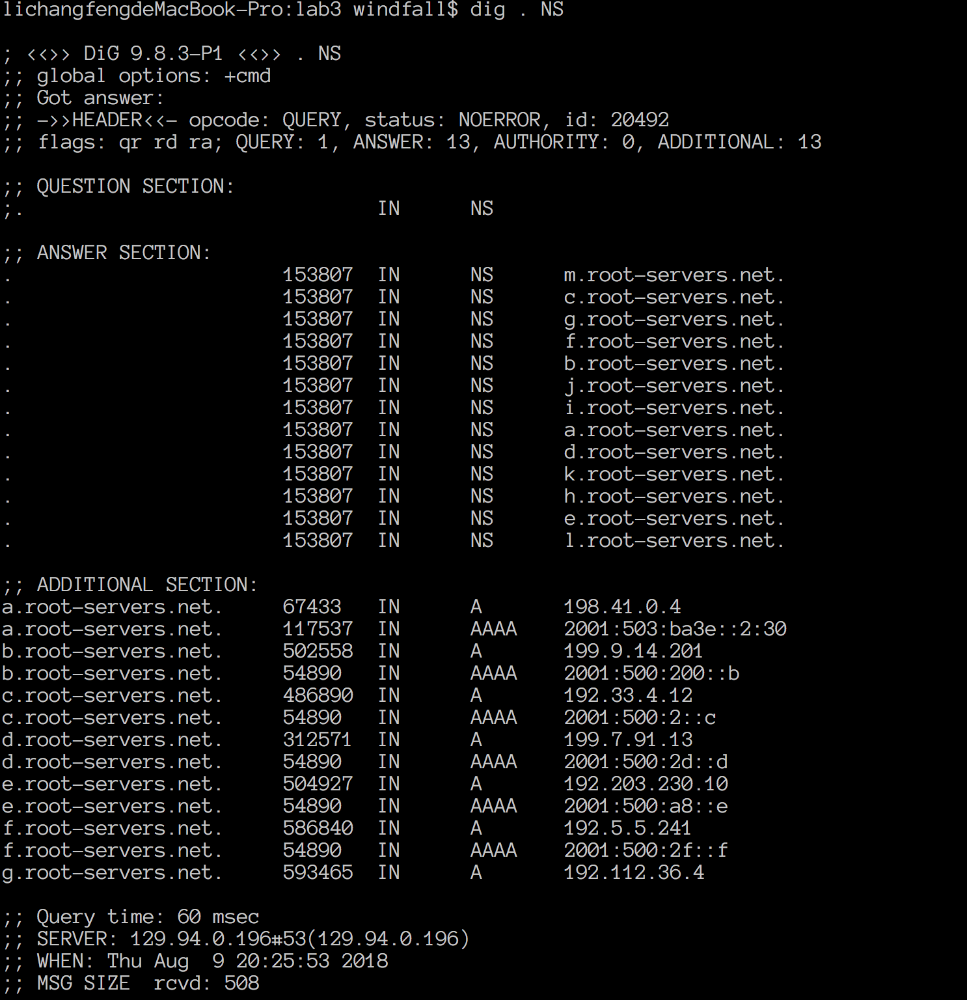 lichangfengdeMacBook-Pro:lab3 windfall$ dig . NS

; <<>> DiG 9.8.3-P1 <<>> . NS
;; global options: +cmd
;; Got answer:
;; ->>HEADER<<- opcode: QUERY, status: NOERROR, id: 20492
;; flags: qr rd ra; QUERY: 1, ANSWER: 13, AUTHORITY: 0, ADDITIONAL: 13

;; QUESTION SECTION:
;.				IN	NS

;; ANSWER SECTION:
.			153807	IN	NS	m.root-servers.net.
.			153807	IN	NS	c.root-servers.net.
.			153807	IN	NS	g.root-servers.net.
.			153807	IN	NS	f.root-servers.net.
.			153807	IN	NS	b.root-servers.net.
.			153807	IN	NS	j.root-servers.net.
.			153807	IN	NS	i.root-servers.net.
.			153807	IN	NS	a.root-servers.net.
.			153807	IN	NS	d.root-servers.net.
.			153807	IN	NS	k.root-servers.net.
.			153807	IN	NS	h.root-servers.net.
.			153807	IN	NS	e.root-servers.net.
.			153807	IN	NS	l.root-servers.net.

;; ADDITIONAL SECTION:
a.root-servers.net.	67433	IN	A	198.41.0.4
a.root-servers.net.	117537	IN	AAAA	2001:503:ba3e::2:30
b.root-servers.net.	502558	IN	A	199.9.14.201
b.root-servers.net.	54890	IN	AAAA	2001:500:200::b
c.root-servers.net.	486890	IN	A	192.33.4.12
c.root-servers.net.	54890	IN	AAAA	2001:500:2::c
d.root-servers.net.	312571	IN	A	199.7.91.13
d.root-servers.net.	54890	IN	AAAA	2001:500:2d::d
e.root-servers.net.	504927	IN	A	192.203.230.10
e.root-servers.net.	54890	IN	AAAA	2001:500:a8::e
f.root-servers.net.	586840	IN	A	192.5.5.241
f.root-servers.net.	54890	IN	AAAA	2001:500:2f::f
g.root-servers.net.	593465	IN	A	192.112.36.4

;; Query time: 60 msec
;; SERVER: 129.94.0.196#53(129.94.0.196)
;; WHEN: Thu Aug  9 20:25:53 2018
;; MSG SIZE  rcvd: 508